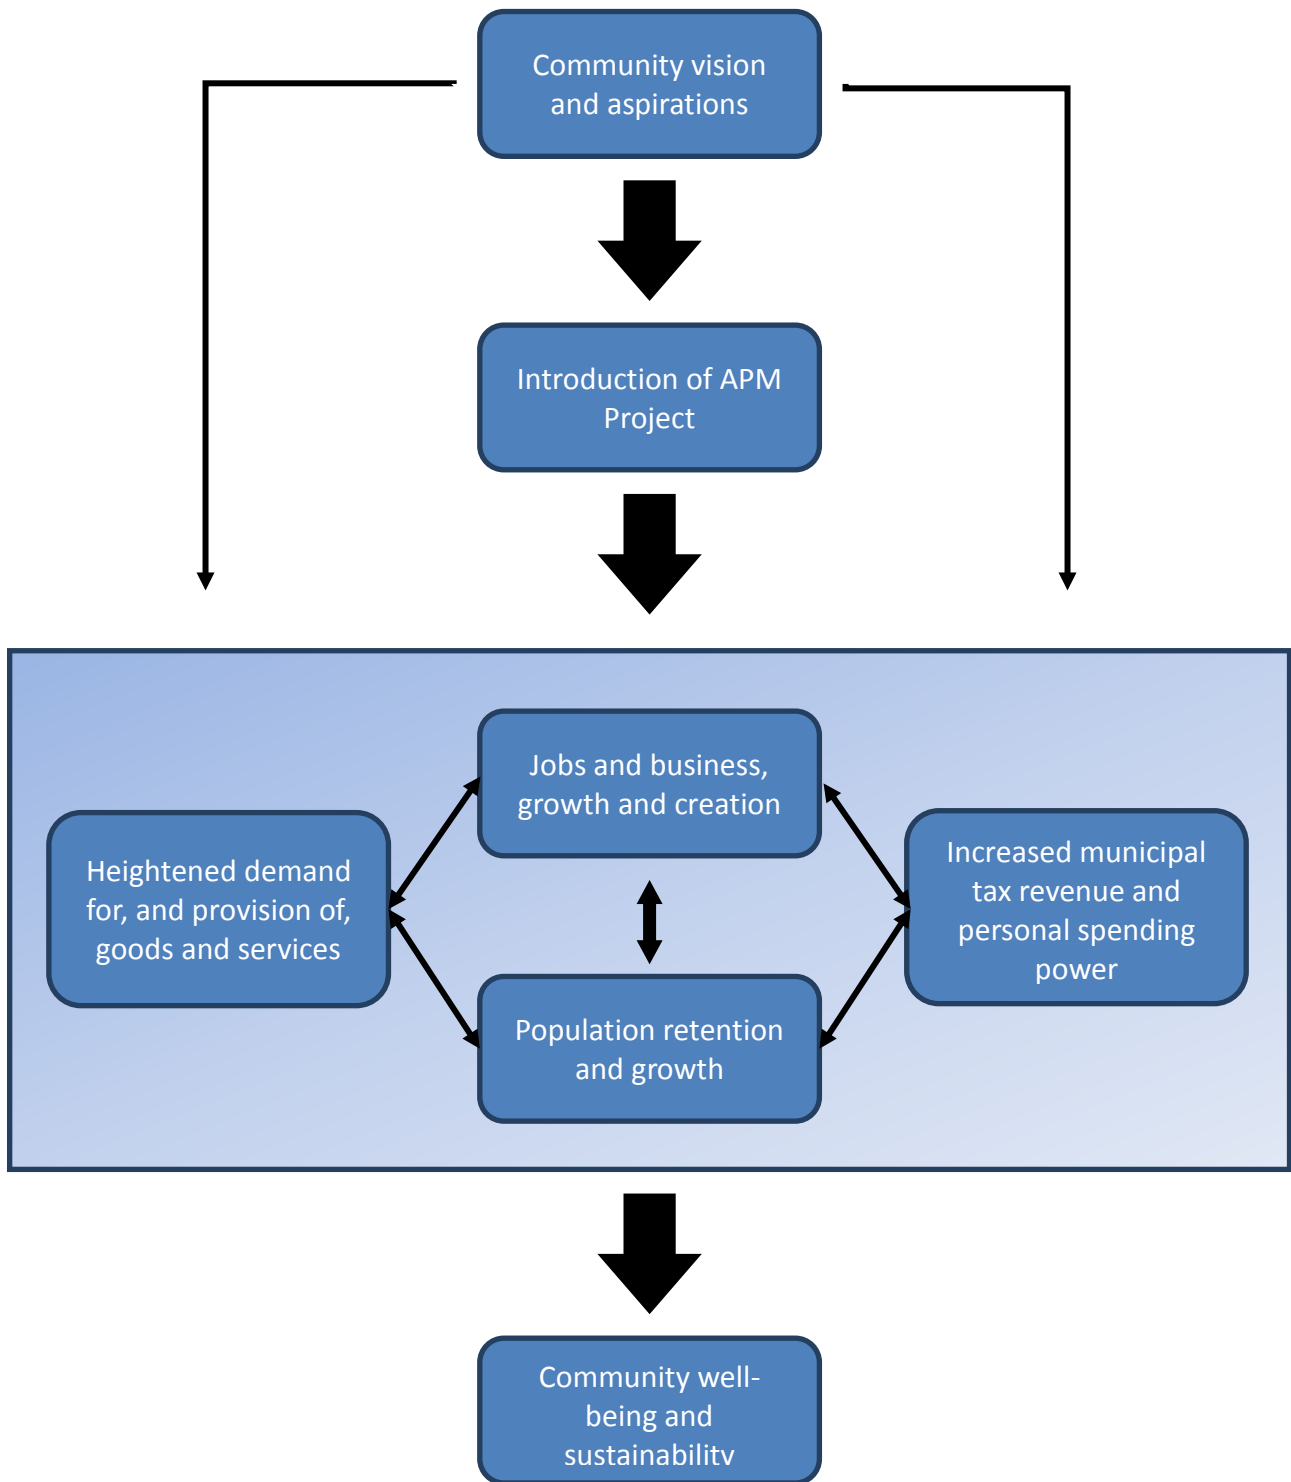 Community vision
and aspirations
Introduction of APM
Project
Jobs and business,
growth and creation
Heightened demand
for, and provision of,
goods and services
Increased municipal
tax revenue and
personal spending
power
Population retention
and growth
Community well-
being and
sustainability